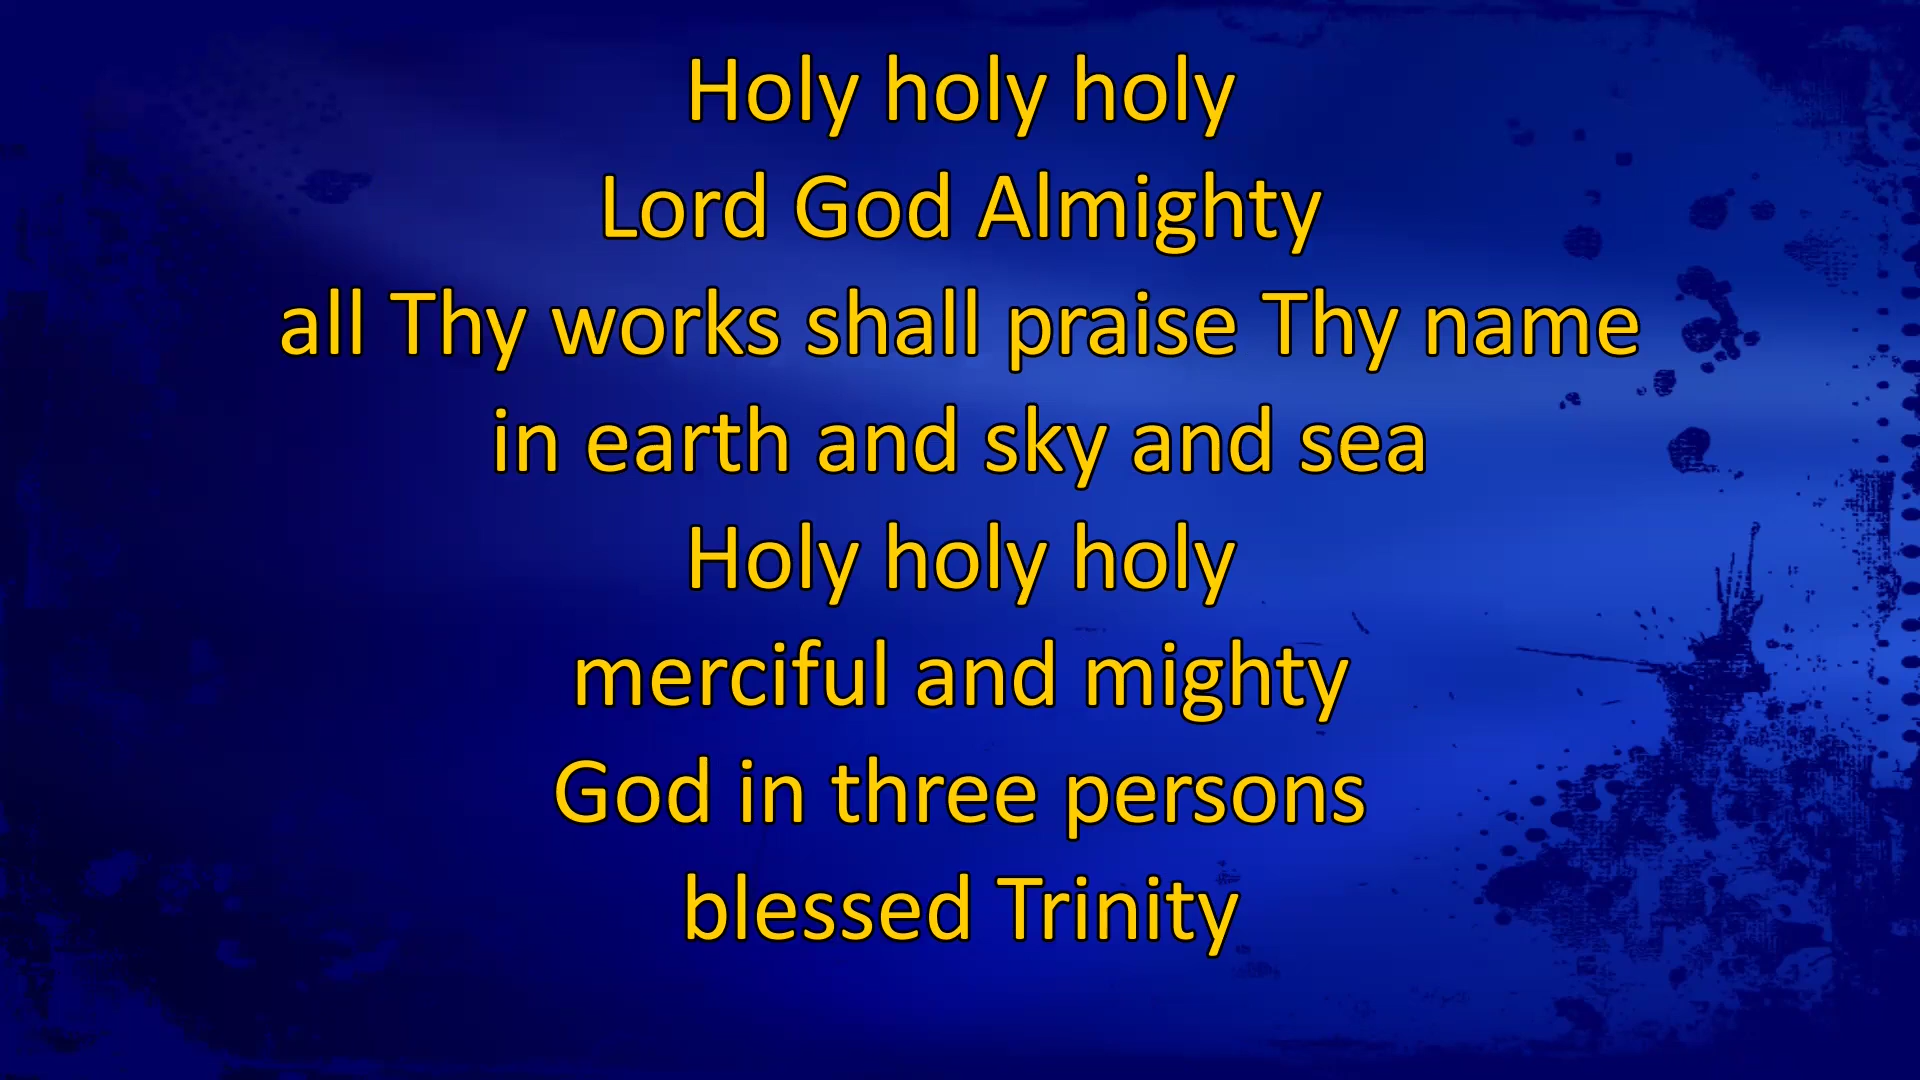 Holy holy holy
Lord God Almighty
all Thy works shall praise Thy name
in earth and sky and sea
Holy holy holy
merciful and mighty
God in three persons
blessed Trinity